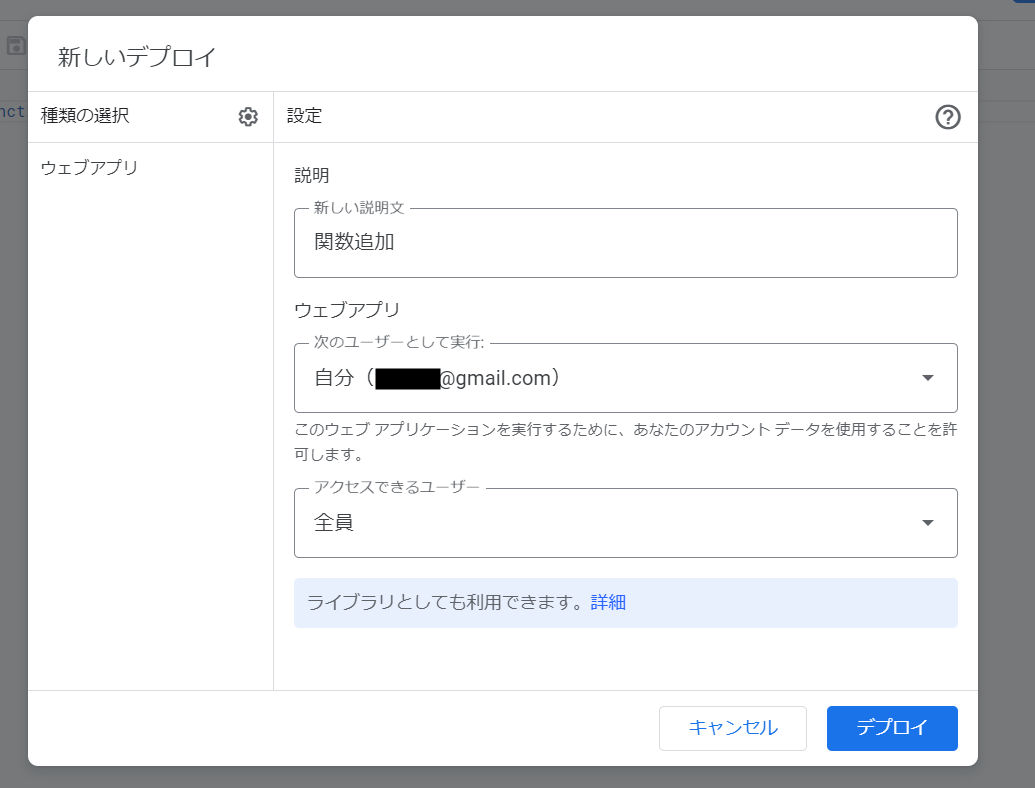 新しいデプロイ
nct
種類の選択
設定
ウェブアプリ
説明
新しい説明文
関数追加
ウェブアプリ
次のユーザーとして実行:
自分（@gmail.com）
このウェブ アプリケーションを実行するために、あなたのアカウント データを使用することを許
可します。
アクセスできるユーザー
全員
ライブラリとしても利用できます。詳細
キャンセル
デプロイ